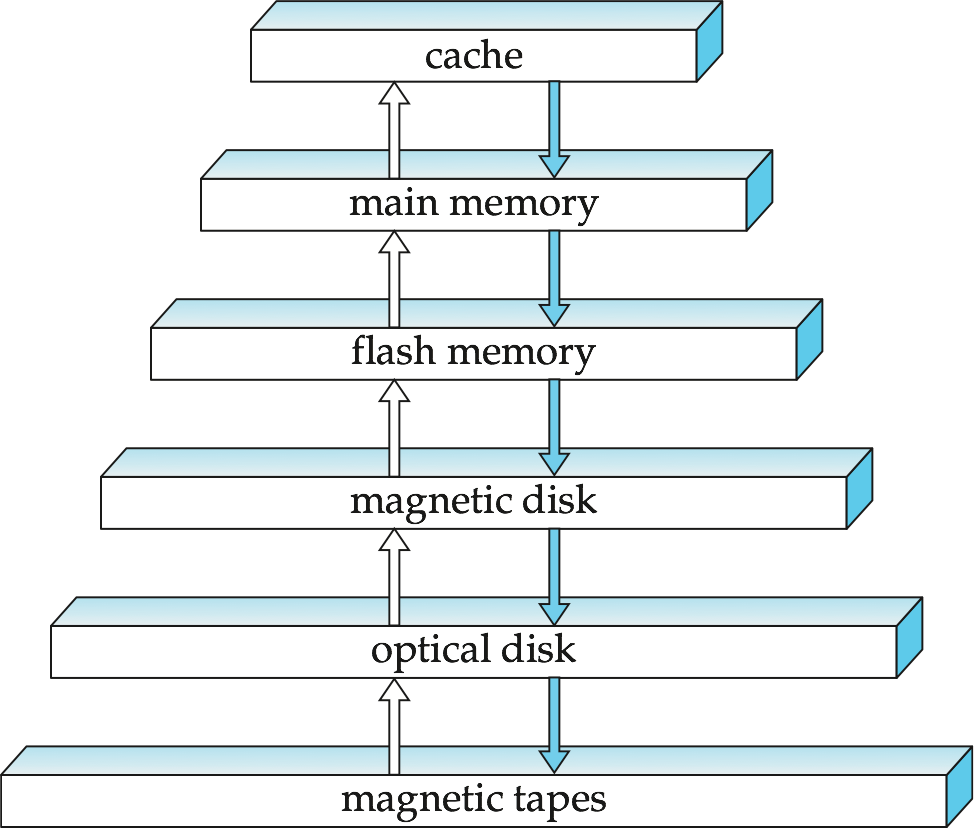 cache
main memory
flash memory
magnetic disk
optical disk
magnetic tapes